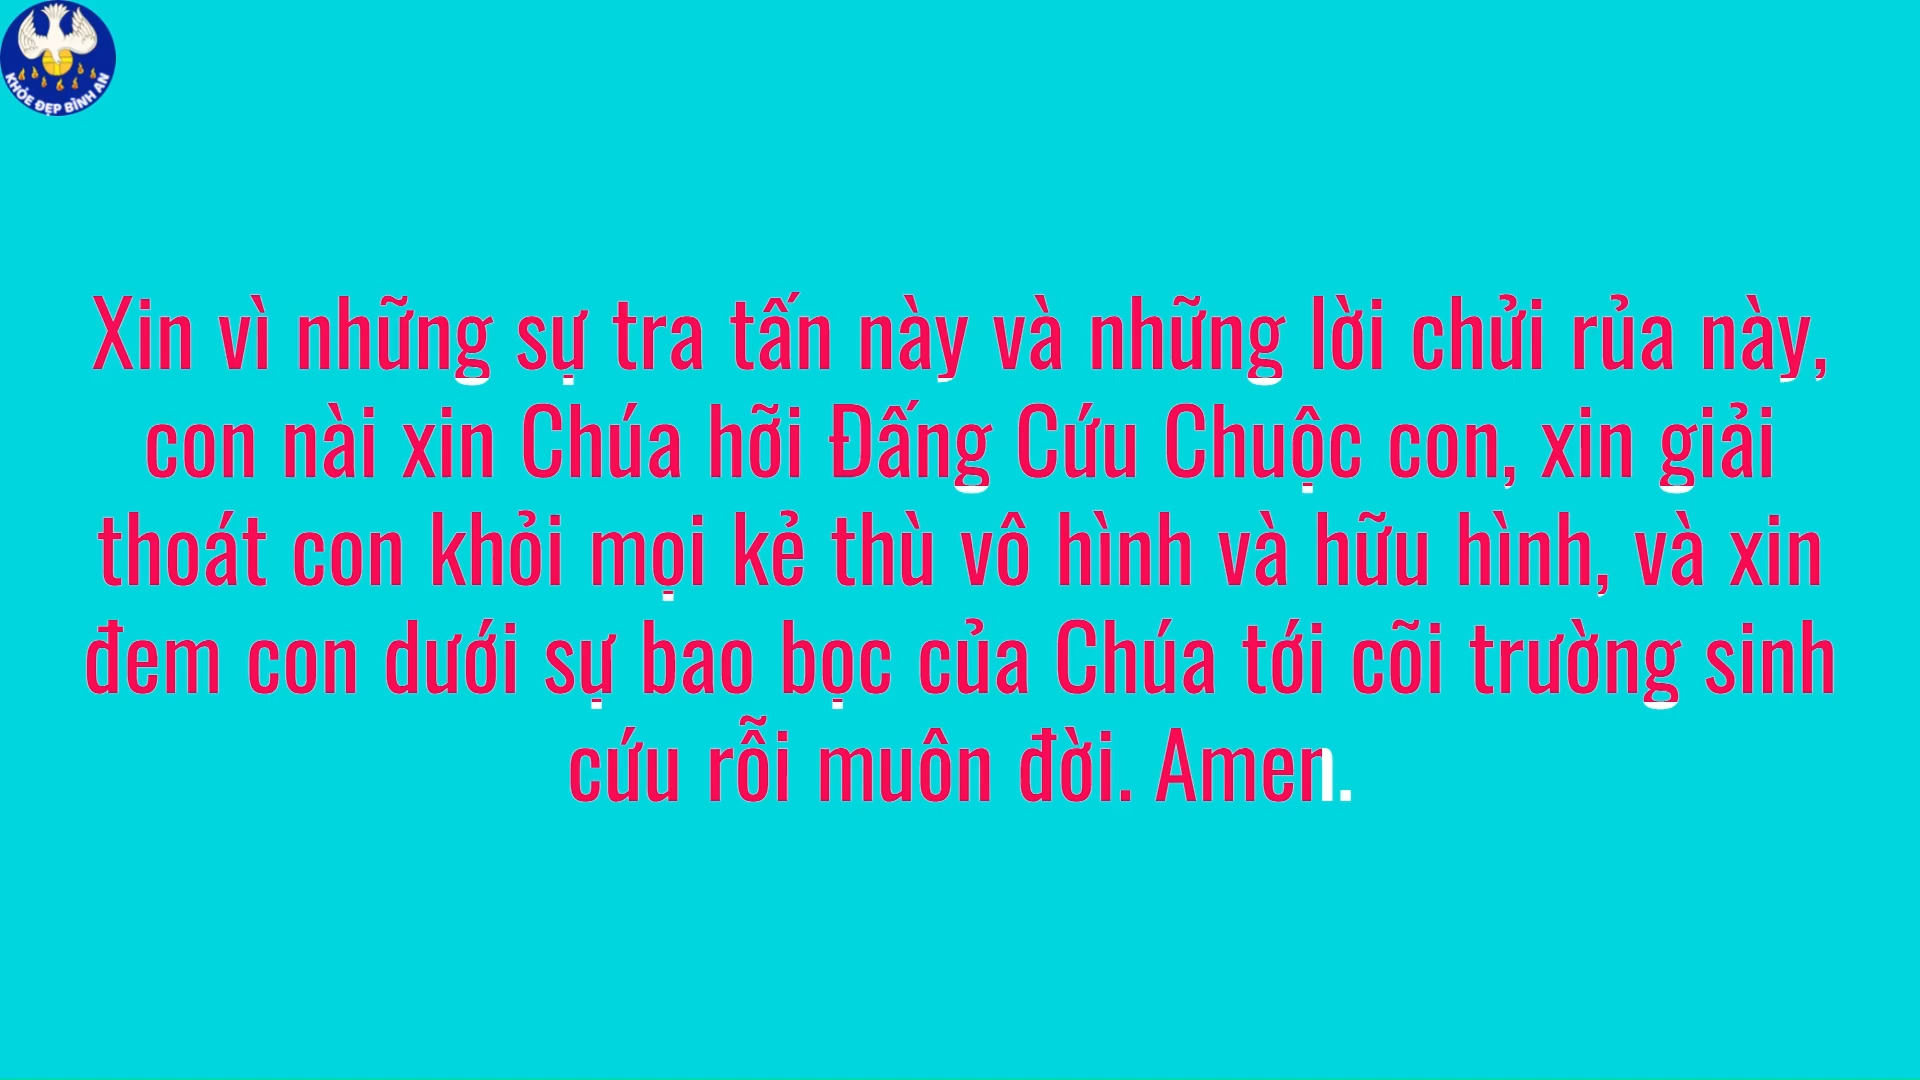 KHỎE ĐẸP BÌNH AN
Xin vì những sự tra tấn này và những lời chửi rủa này,
con nài xin Chúa hỡi Đấng Cứu Chuộc con, xin giải
thoát con khỏi mọi kẻ thù vô hình và hữu hình, và xin
đem con dưới sự bao bọc của Chúa tới cõi trường sinh
cứu rỗi muôn đời. Amen.